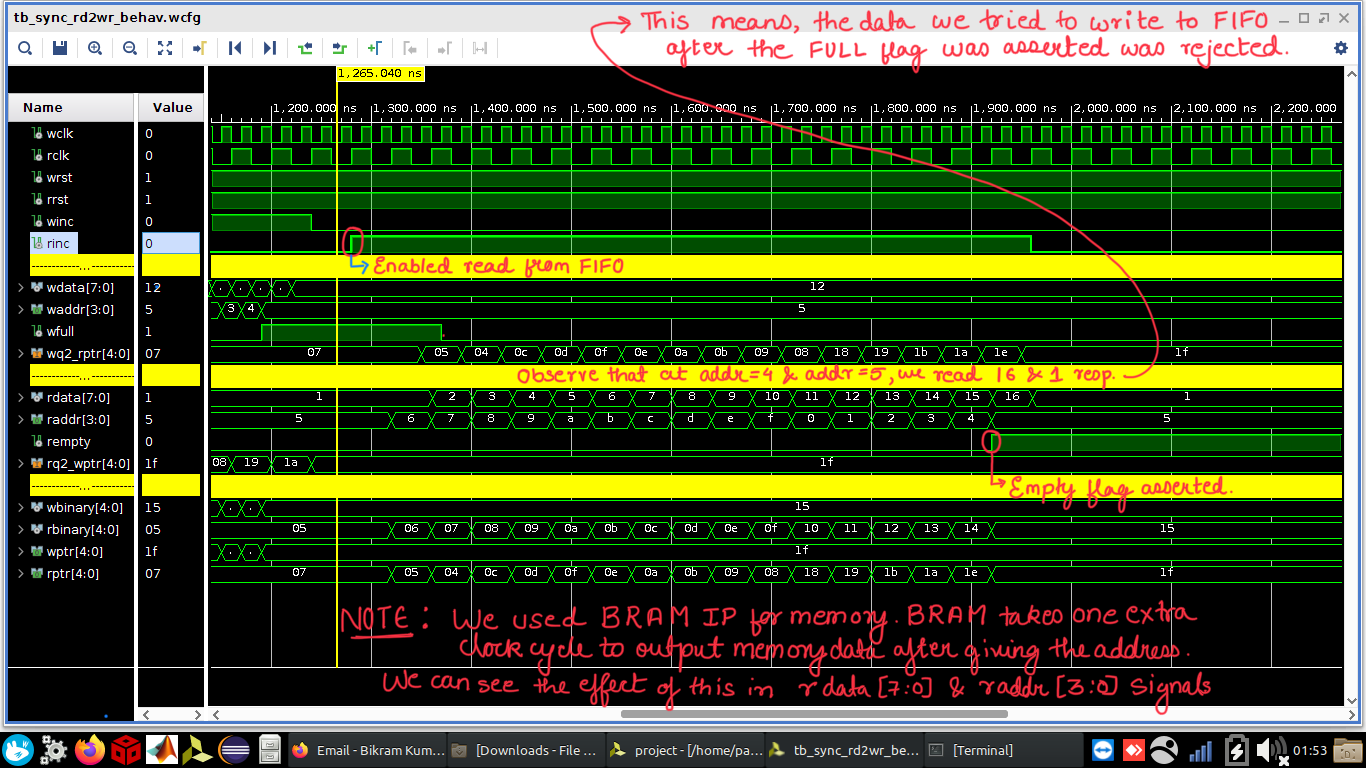 tb_sync_rd2wr_behav.wcfg
This means, the data we tried to write to FIFO
after the FULL flag was asserted was rejected.
1,265.040 ns
Name Value
1,200.000 ns 1,300.000 ns 1,400.000 ns 1,500.000 ns 1,600.000 ns 1,700.000 ns 1,800.000 ns 1,900.000 ns 2,000.000 ns 2,100.000 ns 2,200.000
wclk 0
rclk 0
wrst 1
rrst 1
winc 0
rinc 0
------------...----------
Enabled read from FIFO
wdata[7:0] 12 . . . . 12
waddr[3:0] 5 3 4 5
wfull 1
wq2_rptr[4:0] 07 07 05 04 0c 0d 0f 0e 0a 0b 09 08 18 19 1b 1a 1e 1f
------------...----------
Observe that at addr=4 & addr=5, we read 16 & 1 resp.
rdata[7:0] 1 1 2 3 4 5 6 7 8 9 10 11 12 13 14 15 16 1
raddr[3:0] 5 5 6 7 8 9 a b c d e f 0 1 2 3 4 5
rempty 0
rq2_wptr[4:0] 1f 08 19 1a 1f
------------...----------
Empty flag asserted.
wbinary[4:0] 15 . . 15
rbinary[4:0] 05 05 06 07 08 09 0a 0b 0c 0d 0e 0f 10 11 12 13 14 15
wptr[4:0] 1f . . 1f
rptr[4:0] 07 07 05 04 0c 0d 0f 0e 0a 0b 09 08 18 19 1b 1a 1e 1f
NOTE : We used BRAM IP for memory. BRAM takes one extra
clock cycle to output memory data after giving the address.
We can see the effect of this in rdata[7:0] & raddr[3:0] signals
Email - Bikram Kum... [Downloads - File ... project - [/home/pa... tb_sync_rd2wr_be... [Terminal] 01:53